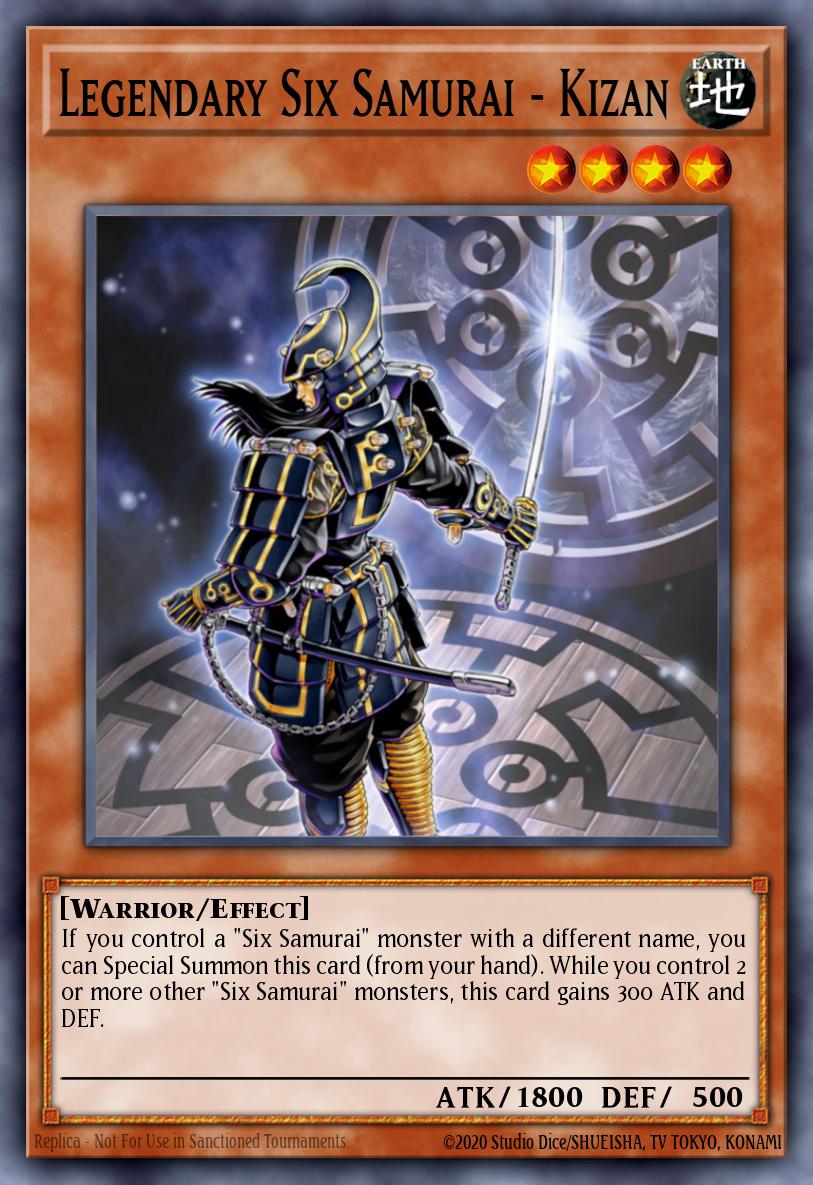 Legendary Six Samurai - Kizan
EARTH
地
[Warrior/Effect]
If you control a "Six Samurai" monster with a different name, you
can Special Summon this card (from your hand). While you control 2
or more other "Six Samurai" monsters, this card gains 300 ATK and
DEF.
ATK/1800 DEF/ 500
Replica - Not For Use in Sanctioned Tournaments.
©2020 Studio Dice/SHUEISHA, TV TOKYO, KONAMI